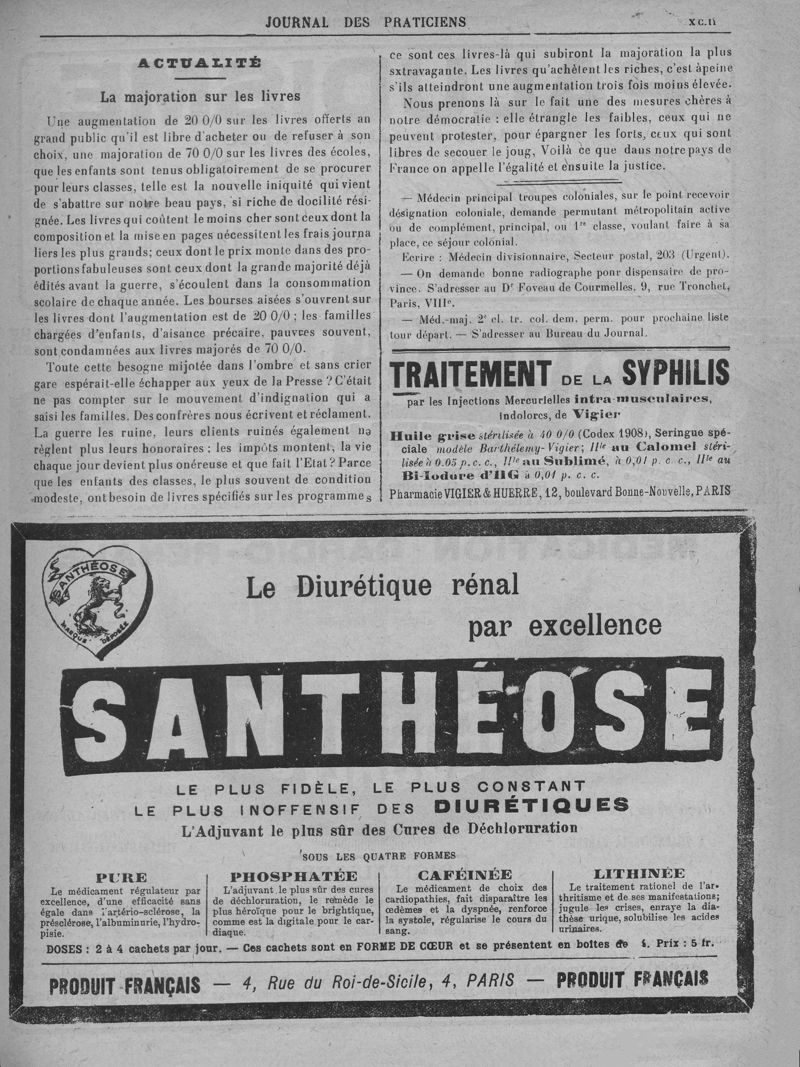 JOURNAL DES PRATICIENS
ACTUALITÉ
La majoration sur les livres
Une augmentation de 20 0/0 sur les livres offerts au
grand public qu'il est libre d'acheter ou de refuser à son
choix, une majoration de 70 0/0 sur les livres des écoles,
que les enfants sont tenus obligatoirement de se procurer
pour leurs classes, telle est la nouvelle iniquité qui vient
de s'abattre sur notre beau pays, si riche de docilité rési-
gnée. Les livres qui coûtent le moins cher sont ceux dont la
composition et la mise en pages nécessitent les frais journa
liers les plus grands; ceux dont le prix monte dans des pro-
portions fabuleuses sont ceux dont la grande majorité déjà
édités avant la guerre, s'écoulent dans la consommation
scolaire de chaque année. Les bourses aisées s'ouvrent sur
les livres dont l'augmentation est de 20 0/0 ; les familles
chargées d'enfants, d'aisance précaire, pauvres souvent,
sont condamnées aux livres majorés de 70 0/0.
Toute cette besogne mijotée dans l'ombre et sans crier
gare espérait-elle échapper aux yeux de la Presse ? C'était
ne pas compter sur le mouvement d'indignation qui a
saisi les familles. Des confrères nous écrivent et réclament.
La guerre les ruine, leurs clients ruinés également ne
règlent plus leurs honoraires ; les impôts montent, la vie
chaque jour devient plus onéreuse et que fait l'Etat? Parce
que les enfants des classes, le plus souvent de condition
modeste, ont besoin de livres spécifiés sur les programmes
ce sont ces livres-là qui subiront la majoration la plus
sxtravagante. Les livres qu'achètent les riches, c'est àpeine
s'ils atteindront une augmentation trois fois moins élevée.
Nous prenons là sur le fait une des mesures chères à
notre démocratie : elle étrangle les faibles, ceux qui ne
peuvent protester, pour épargner les forts, ceux qui sont
libres de secouer le joug, Voilà ce que dans notre pays de
France on appelle l'égalité et ensuite la justice.
— Médecin principal troupes coloniales, sur le point recevoir
désignation coloniale, demande permutant métropolitain active
ou de complément, principal, ou 1re classe, voulant faire à sa
place, ce séjour colonial.
Ecrire : Médecin divisionnaire, Secteur postal, 203 (Urgent).
— On demande bonne radiographe ponr dispensaire de pro-
vince. S'adresser au Dr Foveau de Courmelles. 9, rue Tronchet,
Paris, VIIIe.
— Méd.-maj. 2e cl. tr. col. dem. perm. pour prochaine liste
tour départ. — S'adresser au Bureau du Journal.
TRAITEMENT DE LA SYPHILIS
par les Injections Mercurielles intra-musculaires,
indolores, de Vigier
Huile grise stérilisée à 40 0/0 (Codex 1908), Seringue spé-
ciale modèle Barthélemy-Vigier; Hle au Calomel stéri-
lisée à 0.05 p. c. c., Hle au Sublimé, à 0,01 p. c. c., Hle au
Bi-Iodure d'HG à 0,01 p. c. c.
Pharmacie VIGIER & HUERRE, 12, boulevard Bonne-Nouvelle, PARIS
SANTHÉOSE
MARQUE DÉPOSÉE
Le Diurétique rénal
par excellence
SANTHÉOSE
LE PLUS FIDÈLE, LE PLUS CONSTANT
LE PLUS INOFFENSIF DES DIURÉTIQUES
L'Adjuvant le plus sûr des Cures de Déchloruration
SOUS LES QUATRE FORMES
PURE
Le médicament régulateur par
excellence, d'une efficacité sans
égale dans l'artério-sclérose, la
présclérose, l'albuminurie, l'hydro-
pisie.
PHOSPHATÉE
L'adjuvant le plus sûr des cures
de déchloruration, le remède le
plus héroïque pour le brightique,
comme est la digitale pour le car-
diaque.
CAFÉINÉE
Le médicament de choix des
cardiopathies, fait disparaître les
œdèmes et la dyspnée, renforce
la systole, régularise le cours du
sang.
LITHINÉE
Le traitement rationel de l'ar-
thritisme et de ses manifestations;
jugule les crises, enraye la dia-
thèse urique, solubilise les acides
urinaires.
DOSES : 2 à 4 cachets par jour. — Ces cachets sont en FORME DE CŒUR et se présentent en boîtes de 4. Prix : 5 fr.
PRODUIT FRANÇAIS — 4, Rue du Roi-de-Sicile, 4, PARIS — PRODUIT FRANÇAIS